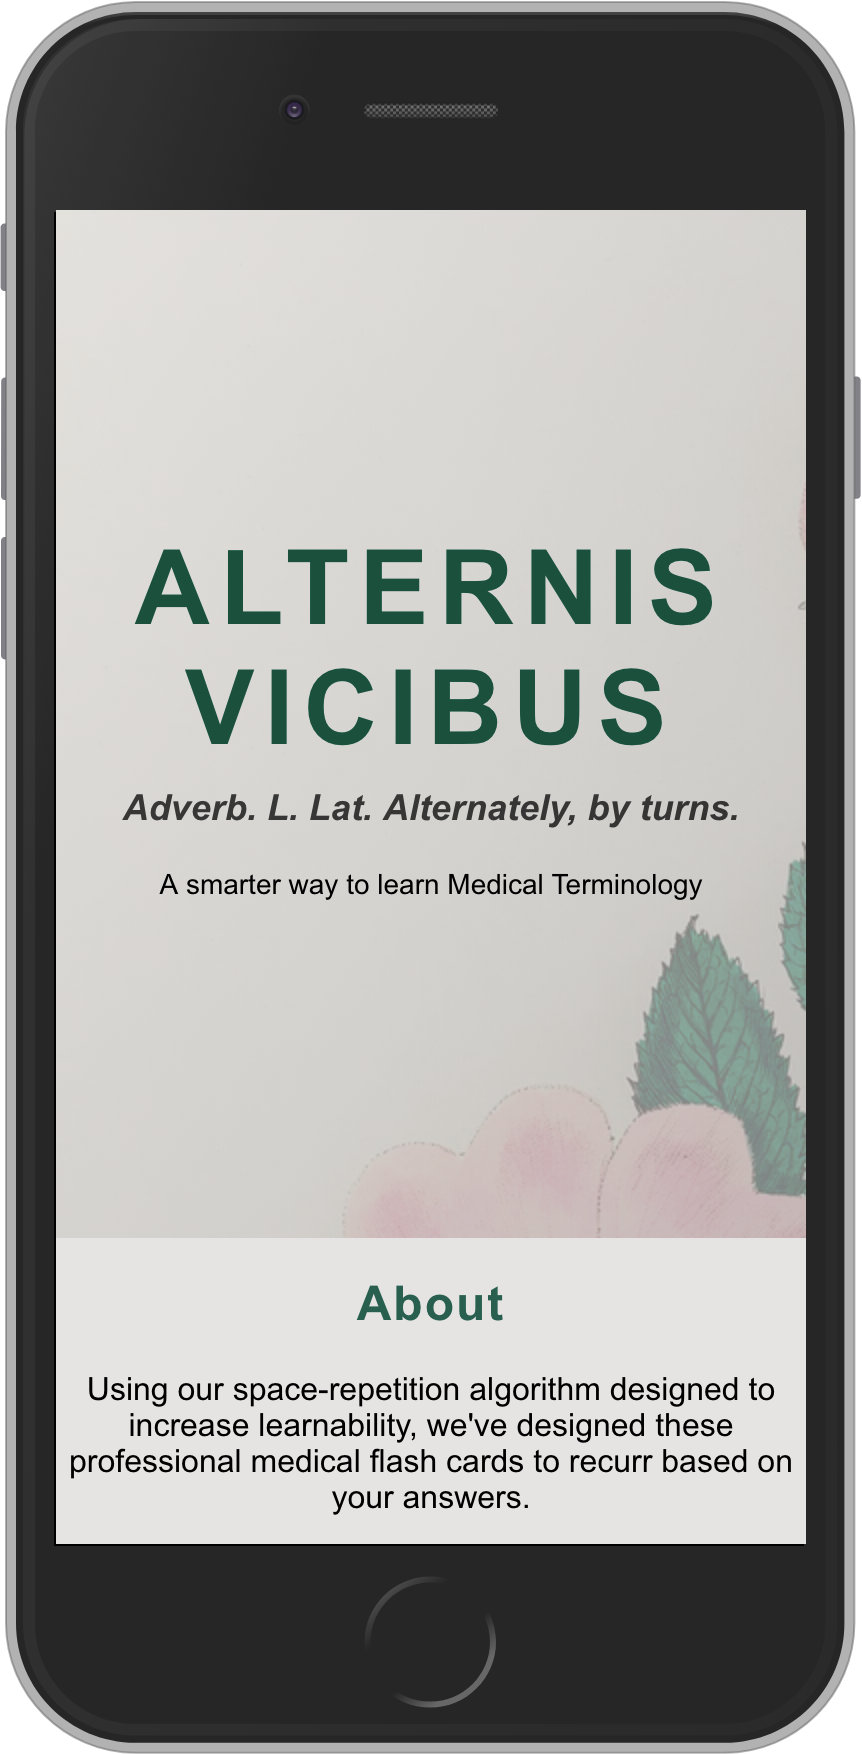 ALTERNIS
VICIBUS
Adverb. L. Lat. Alternately, by turns.
A smarter way to learn Medical Terminology
About
Using our space-repetition algorithm designed to
increase learnability, we've designed these
professional medical flash cards to recurr based on
your answers.